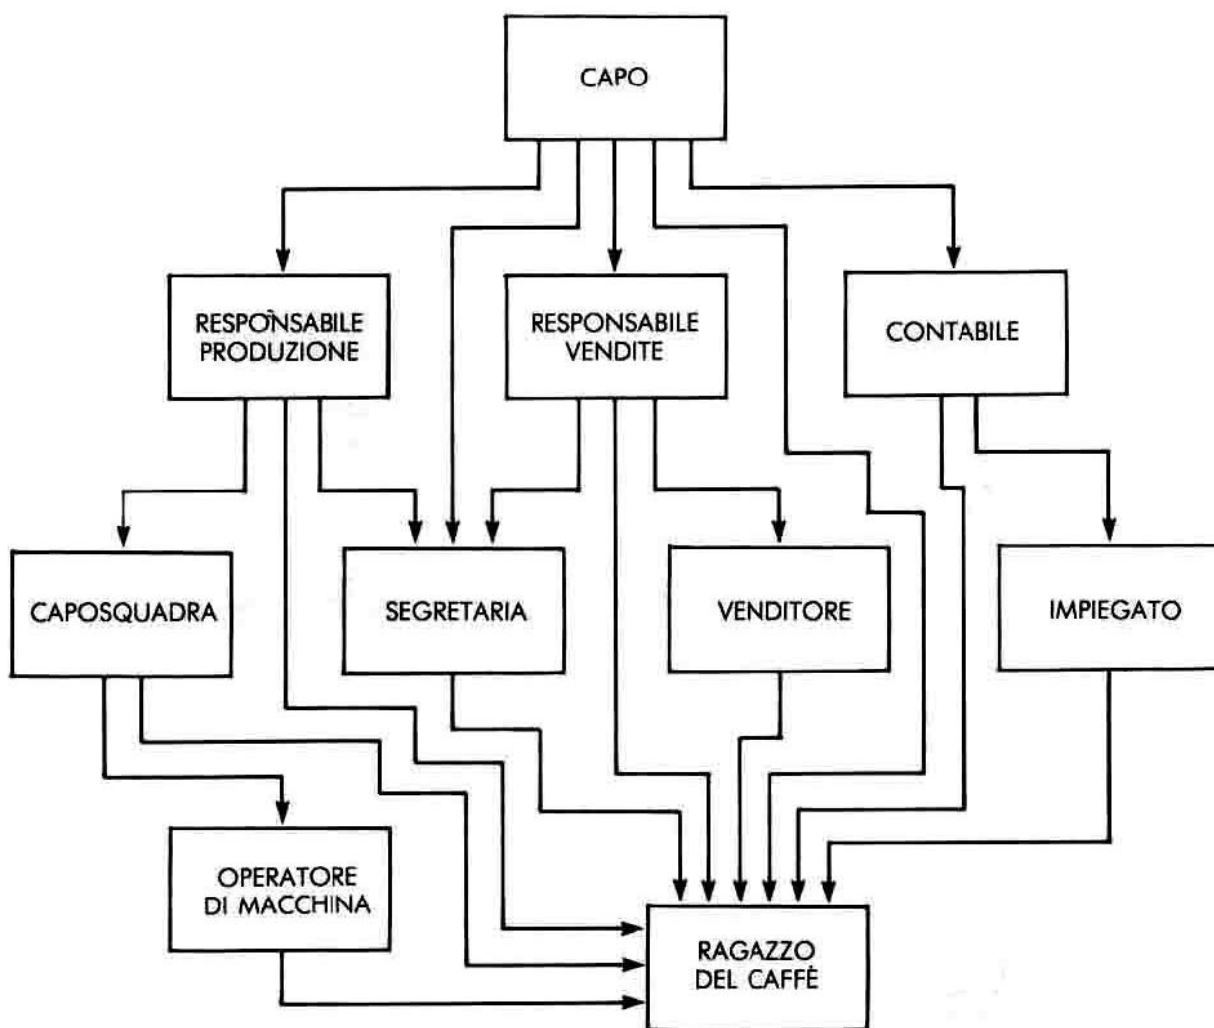 CAPO
RESPONSABILE
PRODUZIONE
RESPONSABILE
VENDITE
CONTABILE
CAPOSQUADRA
SEGRETARIA
VENDITORE
IMPIEGATO
OPERATORE
DI MACCHINA
RAGAZZO
DEL CAFFÈ